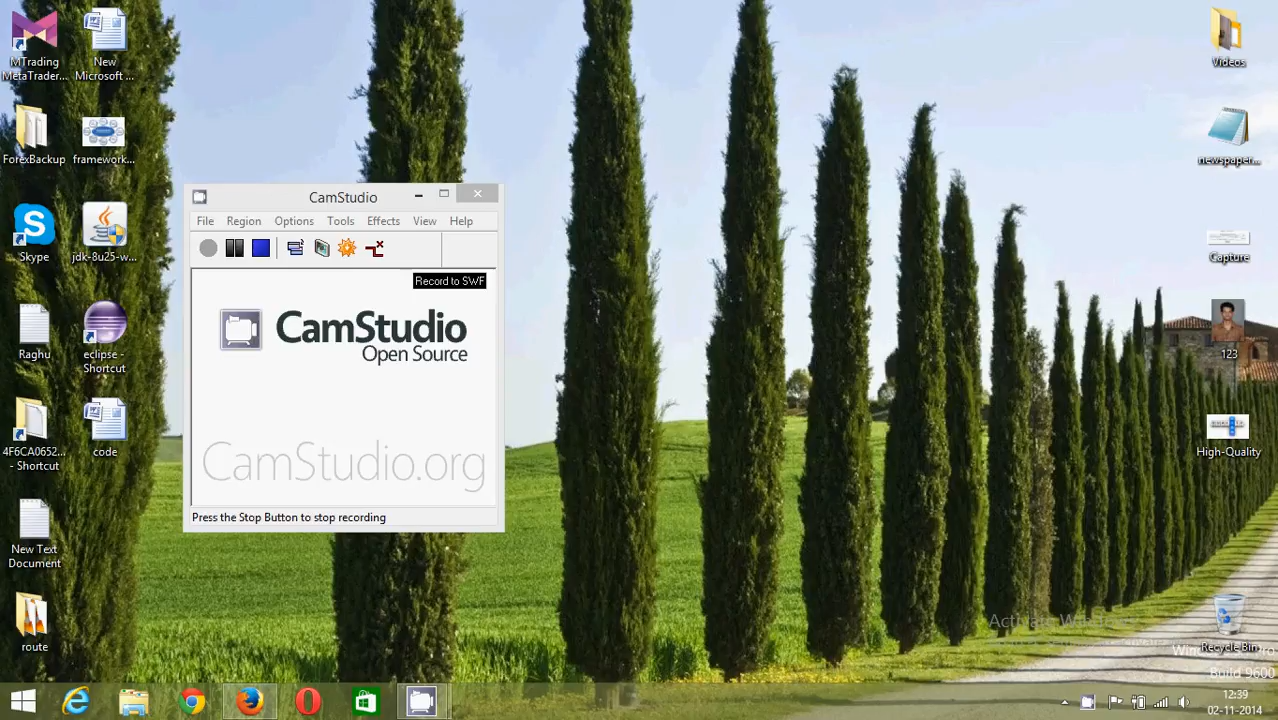 MTrading
MetaTrader...
New
Microsoft ...
ForexBackup
framework...
Skype
jdk-8u25-w...
Raghu
eclipse -
Shortcut
4F6CA0652...
- Shortcut
code
New Text
Document
route
CamStudio
File Region Options Tools Effects View Help
Record to SWF
CamStudio
Open Source
CamStudio.org
Press the Stop Button to stop recording
Videos
newspaper...
Capture
123
High-Quality
Recycle Bin
Build 9600
12:39
02-11-2014